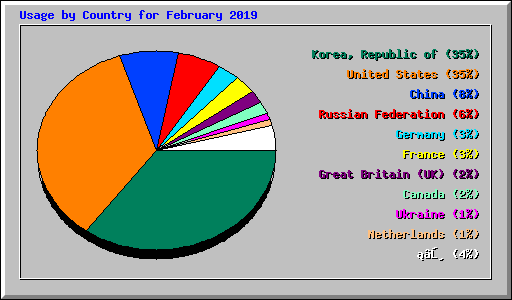 Usage by Country for February 2019
Korea, Republic of (35%)
United States (35%)
China (8%)
Russian Federation (6%)
Germany (3%)
France (3%)
Great Britain (UK) (2%)
Canada (2%)
Ukraine (1%)
Netherlands (1%)
(4%)